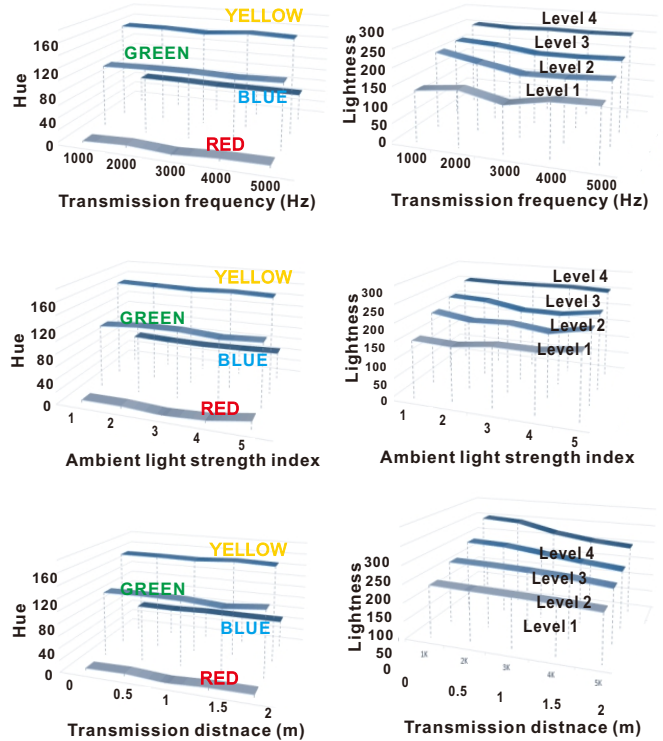 YELLOW
GREEN
BLUE
RED
Hue
160
120
80
40
0
1000
2000
3000
4000
5000
Transmission frequency (Hz)
Level 4
Level 3
Level 2
Level 1
Lightness
300
250
200
150
100
50
0
1000
2000
3000
4000
5000
Transmission frequency (Hz)
YELLOW
GREEN
BLUE
RED
Hue
160
120
80
40
0
1
2
3
4
5
Ambient light strength index
Level 4
Level 3
Level 2
Level 1
Lightness
300
250
200
150
100
50
0
1
2
3
4
5
Ambient light strength index
YELLOW
GREEN
BLUE
RED
Hue
160
120
80
40
0
0
0.5
1
1.5
2
Transmission distnace (m)
Level 4
Level 3
Level 2
Level 1
Lightness
300
250
200
150
100
50
0
1K
2K
3K
4K
5K
0
0.5
1
1.5
2
Transmission distnace (m)